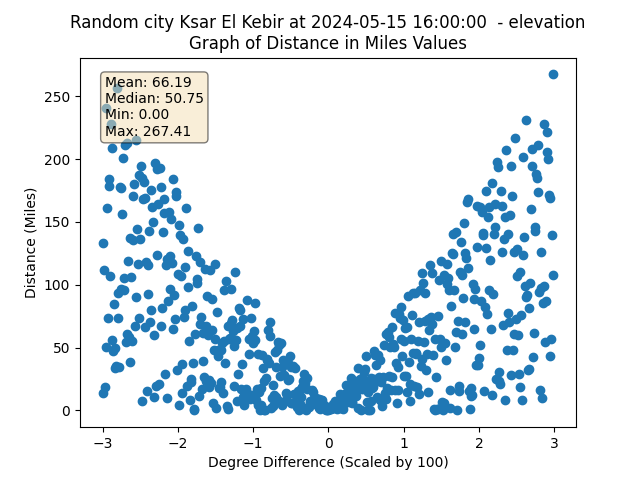 Random city Ksar El Kebir at 2024-05-15 16:00:00 - elevation
Graph of Distance in Miles Values
Mean: 66.19
Median: 50.75
Min: 0.00
Max: 267.41
250
200
150
100
50
0
Distance (Miles)
−3
−2
−1
0
1
2
3
Degree Difference (Scaled by 100)